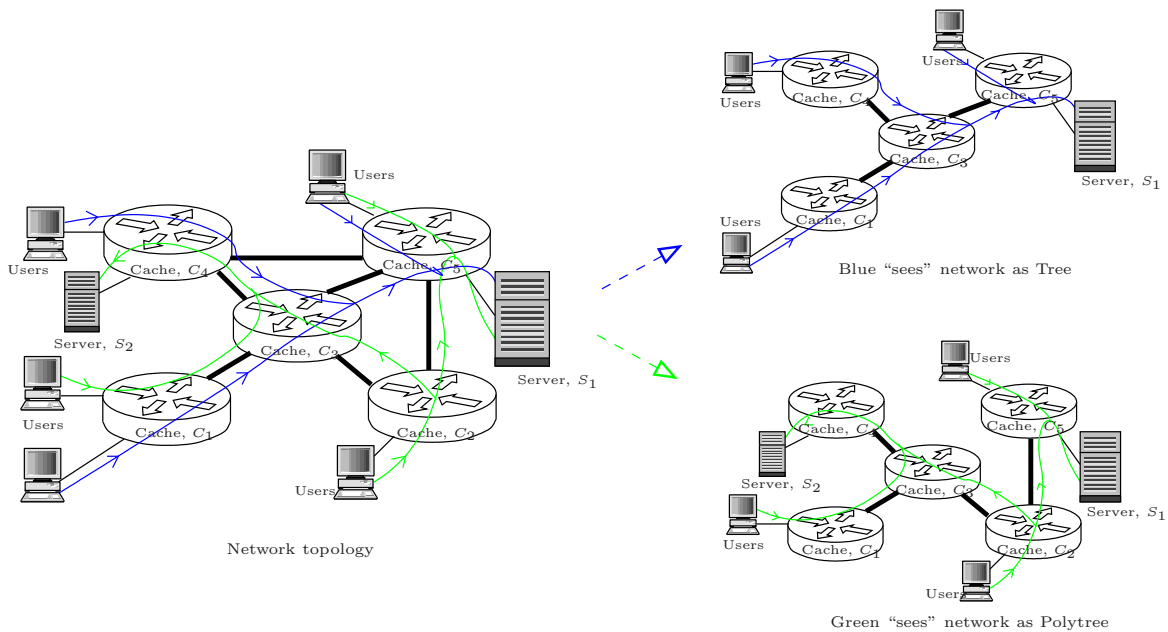 Users
Users
Cache, C4
Cache, C5
Server, S2
Cache, C3
Server, S1
Users
Cache, C1
Cache, C2
Users
Network topology
Users
Users
Cache, C4
Cache, C5
Cache, C3
Server, S1
Users
Cache, C1
Blue “sees” network as Tree
Users
Cache, C4
Cache, C5
Server, S2
Cache, C3
Server, S1
Users
Cache, C1
Cache, C2
Users
Green “sees” network as Polytree